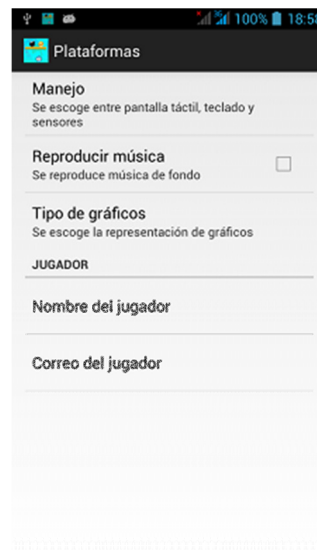 100% 18:58
Plataformas
Manejo
Se escoge entre pantalla táctil, teclado y
sensores
Reproducir música
Se reproduce música de fondo
Tipo de gráficos
Se escoge la representación de gráficos
JUGADOR
Nombre del jugador
Correo del jugador